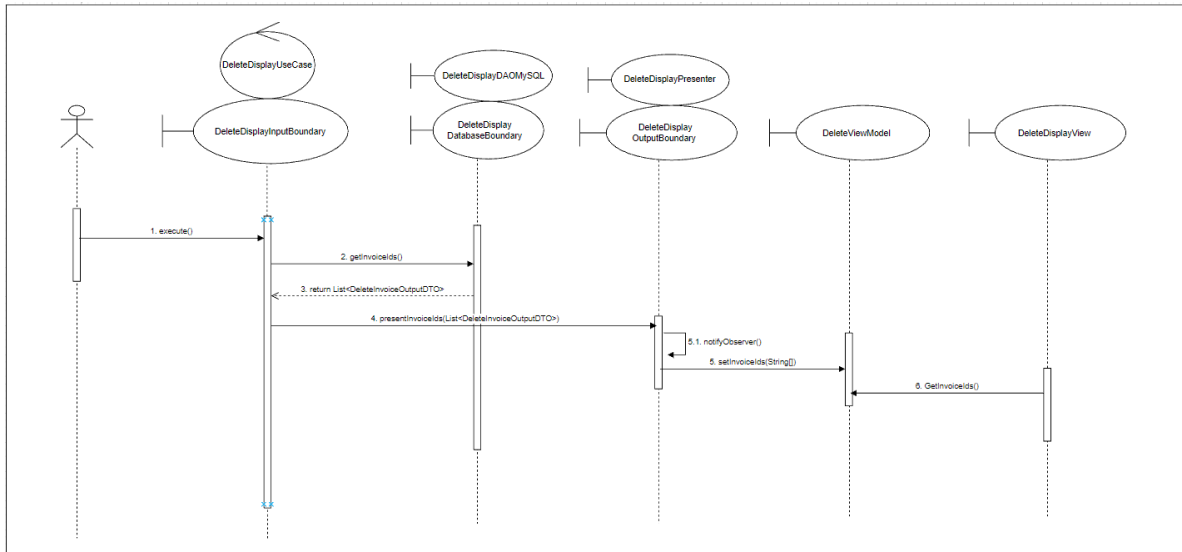 DeleteDisplayUseCase
DeleteDisplayInputBoundary
DeleteDisplayDAOMySQL
DeleteDisplay
DatabaseBoundary
DeleteDisplayPresenter
DeleteDisplay
OutputBoundary
DeleteViewModel
DeleteDisplayView
1. execute()
2. getInvoiceIds()
3. return List<DeleteInvoiceOutputDTO>
4. presentInvoiceIds(List<DeleteInvoiceOutputDTO>)
5.1. notifyObserver()
5. setInvoiceIds(String[])
6. GetInvoiceIds()